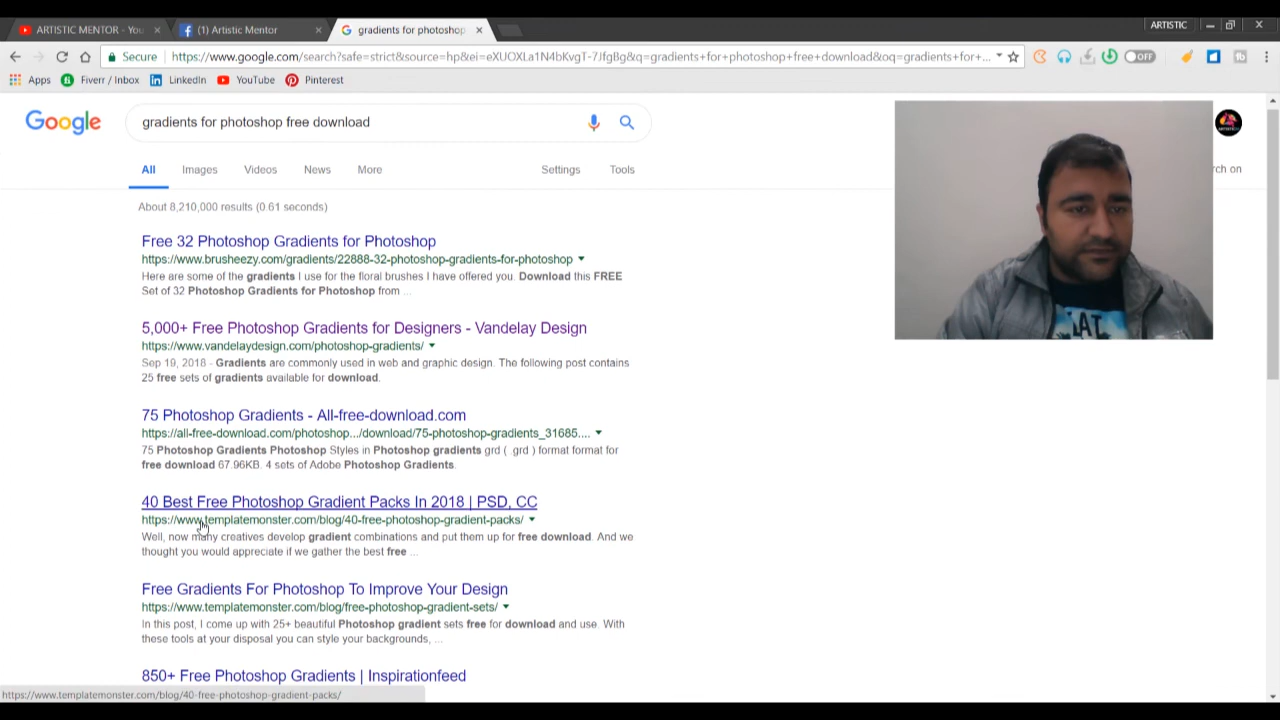 ARTISTIC MENTOR - You
(1) Artistic Mentor
gradients for photoshop
ARTISTIC
Secure
https://www.google.com/search?safe=strict&source=hp&ei=eXUOXLa1N4bKvgT-7JfgBg&q=gradients+for+photoshop+free+download&oq=gradients+for+...
OFF
Apps
Fiverr / Inbox
LinkedIn
YouTube
Pinterest
Google
gradients for photoshop free download
All Images Videos News More Settings Tools
rch on
About 8,210,000 results (0.61 seconds)
Free 32 Photoshop Gradients for Photoshop
https://www.brusheezy.com/gradients/22888-32-photoshop-gradients-for-photoshop
Here are some of the gradients I use for the floral brushes I have offered you. Download this FREE
Set of 32 Photoshop Gradients for Photoshop from ...
5,000+ Free Photoshop Gradients for Designers - Vandelay Design
https://www.vandelaydesign.com/photoshop-gradients/
Sep 19, 2018 - Gradients are commonly used in web and graphic design. The following post contains
25 free sets of gradients available for download.
75 Photoshop Gradients - All-free-download.com
https://all-free-download.com/photoshop.../download/75-photoshop-gradients_31685....
75 Photoshop Gradients Photoshop Styles in Photoshop gradients grd ( .grd ) format format for
free download 67.96KB. 4 sets of Adobe Photoshop Gradients.
40 Best Free Photoshop Gradient Packs In 2018 | PSD, CC
https://www.templatemonster.com/blog/40-free-photoshop-gradient-packs/
Well, now many creatives develop gradient combinations and put them up for free download. And we
thought you would appreciate if we gather the best free ...
Free Gradients For Photoshop To Improve Your Design
https://www.templatemonster.com/blog/free-photoshop-gradient-sets/
In this post, I come up with 25+ beautiful Photoshop gradient sets free for download and use. With
these tools at your disposal you can style your backgrounds, ...
850+ Free Photoshop Gradients | Inspirationfeed
https://www.templatemonster.com/blog/40-free-photoshop-gradient-packs/